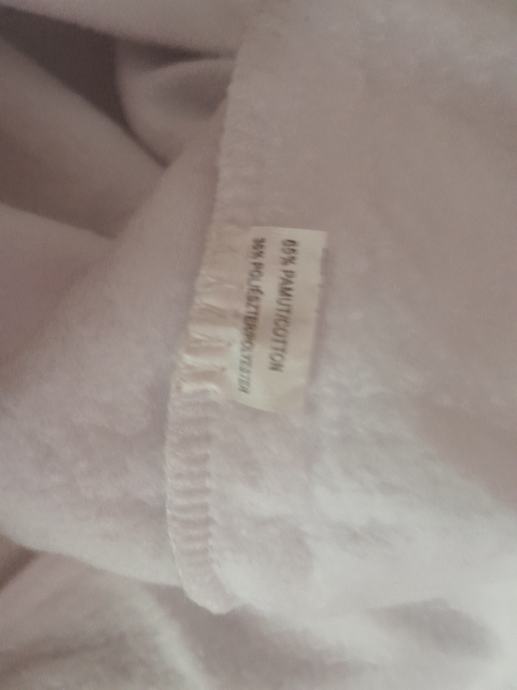 65% PAMUT/COTTON
35% POLIÉSZTER/POLYESTER